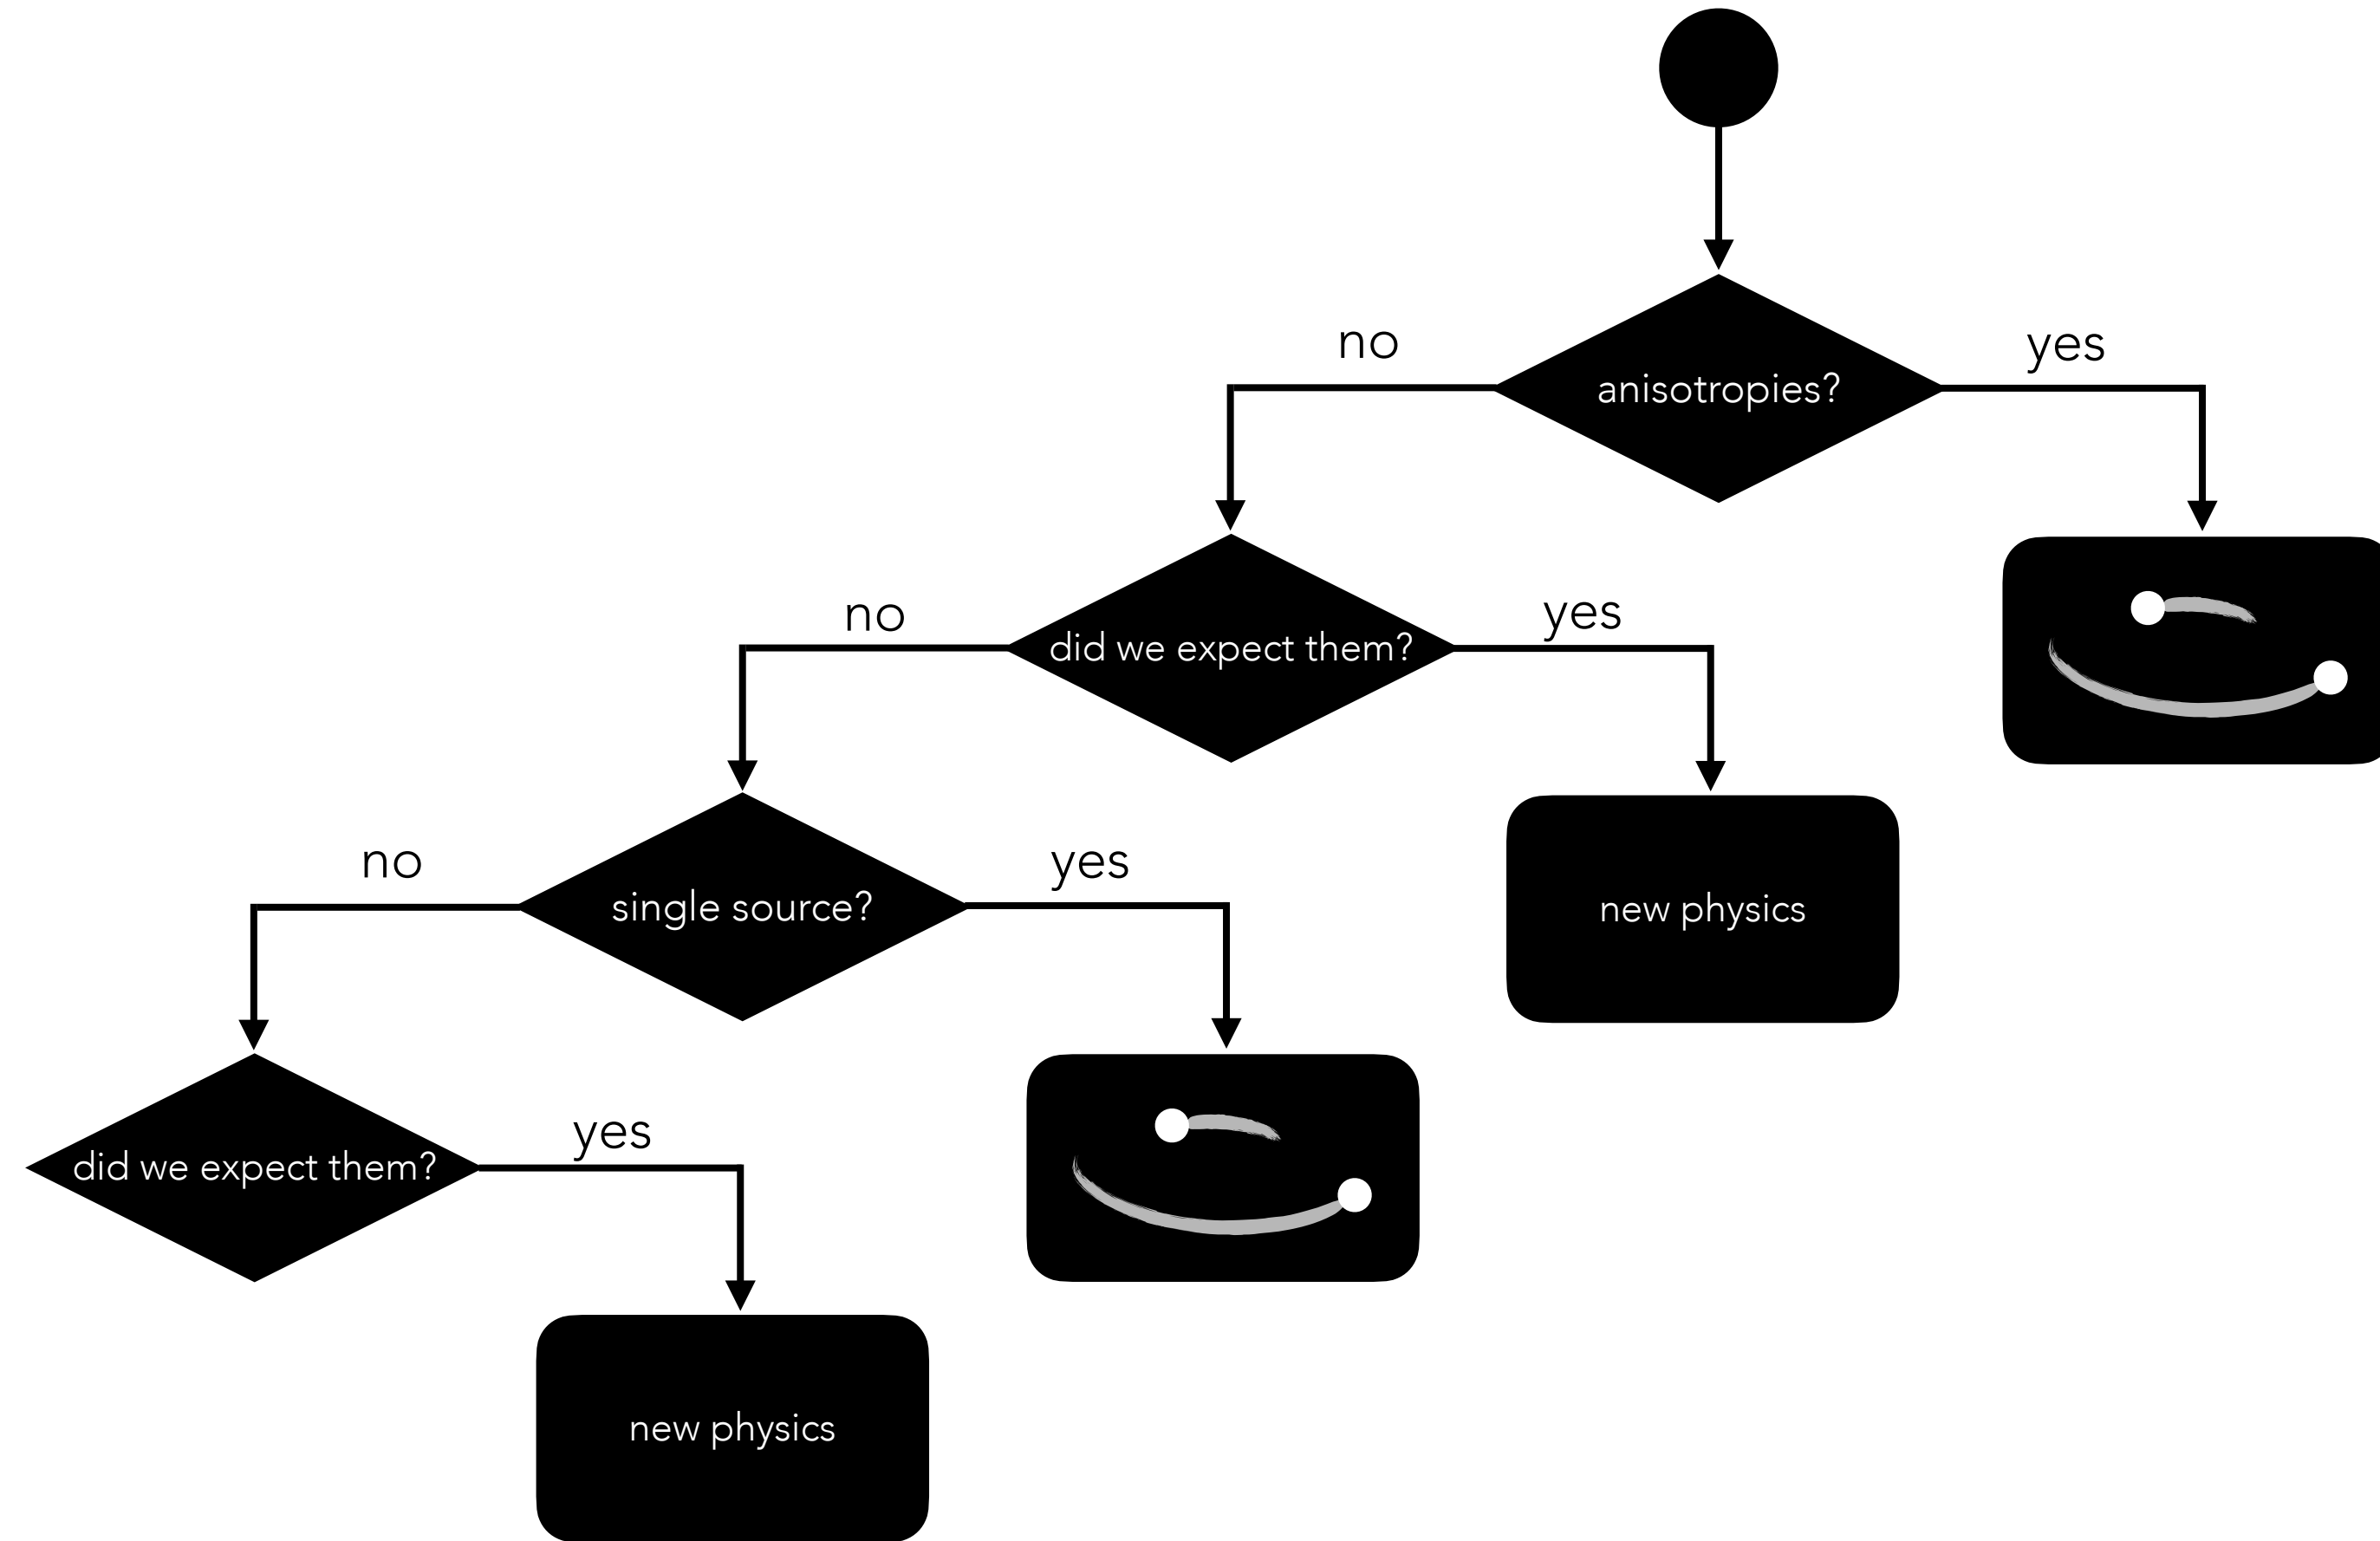 no
yes
anisotropies?
no
yes
did we expect them?
no
yes
single source?
new physics
yes
did we expect them?
new physics